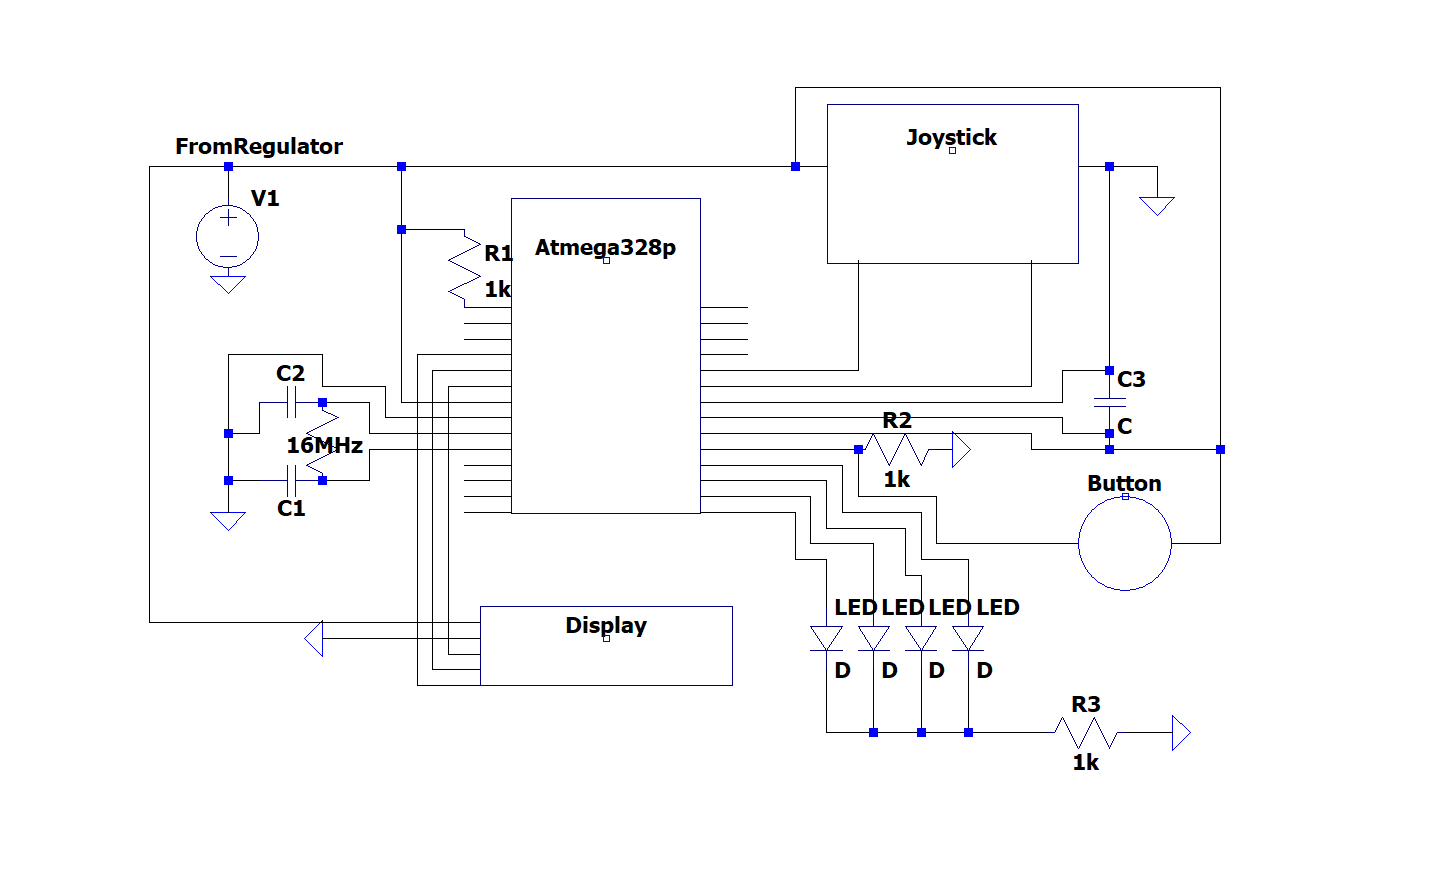 FromRegulator
Joystick
V1
R1
Atmega328p
1k
C2
C3
R2
C
16MHz
1k
Button
C1
LED
LED
LED
LED
Display
D
D
D
D
R3
1k